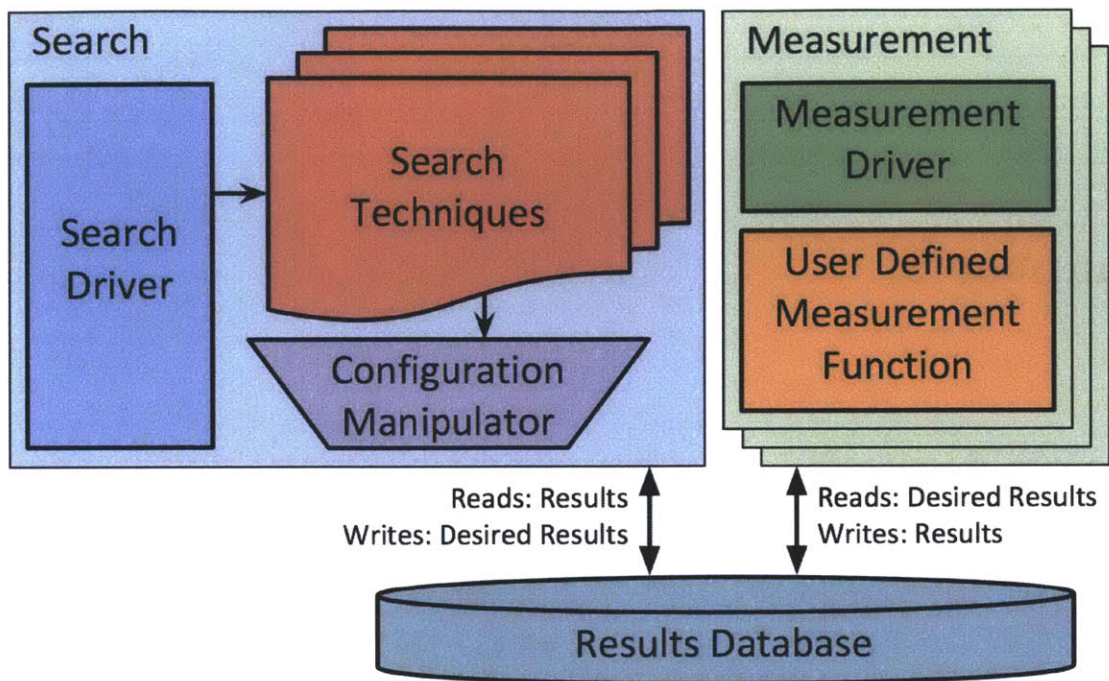 Search
Search
Driver
Search
Techniques
Configuration
Manipulator
Measurement
Measurement
Driver
User Defined
Measurement
Function
Reads: Results
Writes: Desired Results
Reads: Desired Results
Writes: Results
Results Database